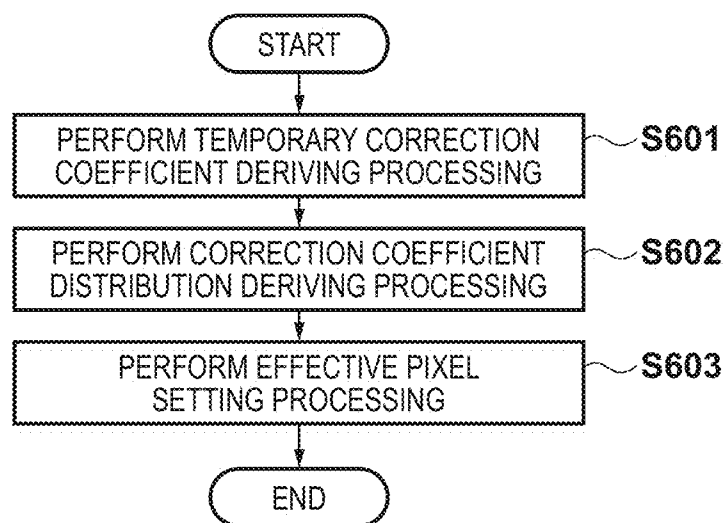 START
PERFORM TEMPORARY CORRECTION
COEFFICIENT DERIVING PROCESSING
S601
PERFORM CORRECTION COEFFICIENT
DISTRIBUTION DERIVING PROCESSING
S602
PERFORM EFFECTIVE PIXEL
SETTING PROCESSING
S603
END